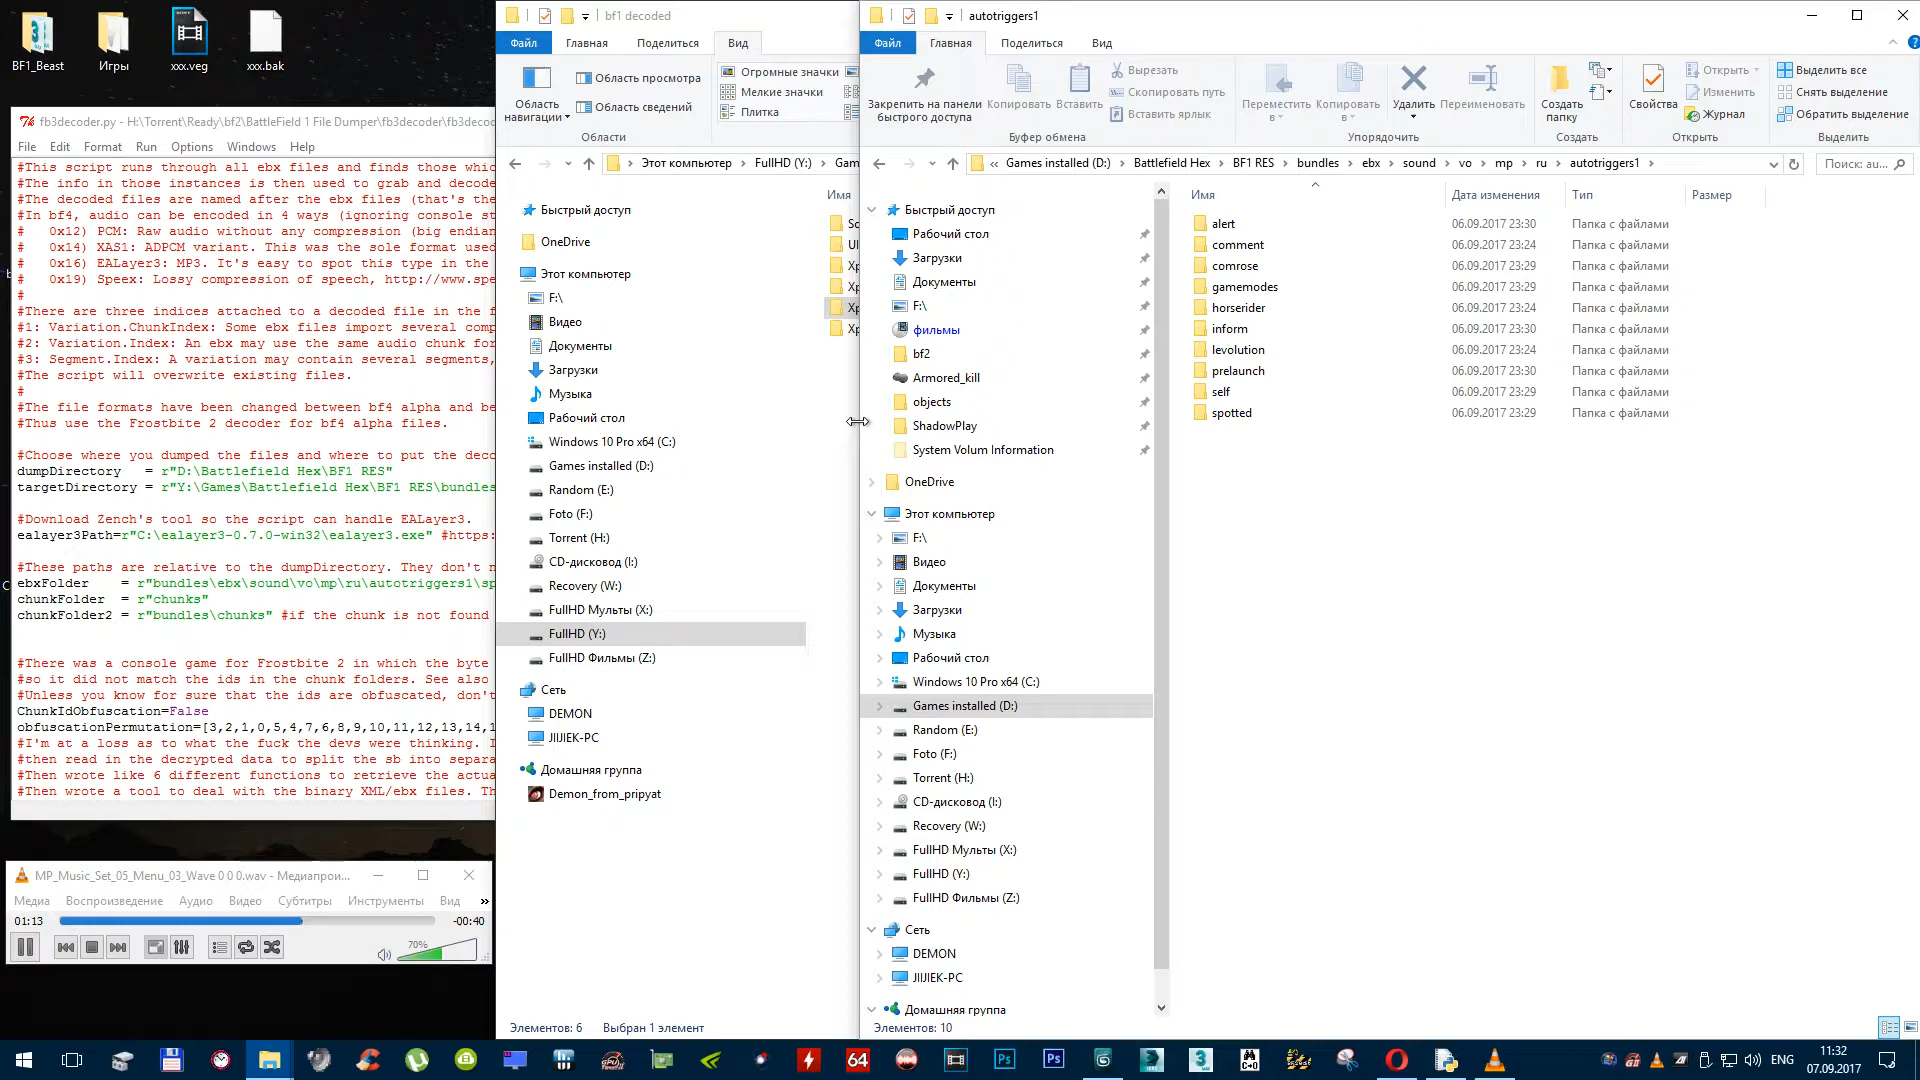 BF1_Beast
Игры
xxx.veg
xxx.bak
fb3decoder.py - H:\Torrent\Ready\bf2\BattleField 1 File Dumper\fb3decoder\fb3deco
File Edit Format Run Options Windows Help
#This script runs through all ebx files and finds those whic
#The info in those instances is then used to grab and decode
#The decoded files are named after the ebx files (that's the
#In bf4, audio can be encoded in 4 ways (ignoring console st
# 0x12) PCM: Raw audio without any compression (big endian
# 0x14) XAS1: ADPCM variant. This was the sole format used
# 0x16) EALayer3: MP3. It's easy to spot this type in the
# 0x19) Speex: Lossy compression of speech, http://www.spe
#
#There are three indices attached to a decoded file in the f
#1: Variation.ChunkIndex: Some ebx files import several comp
#2: Variation.Index: An ebx may use the same audio chunk for
#3: Segment.Index: A variation may contain several segments,
#The script will overwrite existing files.
#
#The file formats have been changed between bf4 alpha and be
#Thus use the Frostbite 2 decoder for bf4 alpha files.
#Choose where you dumped the files and where to put the deco
dumpDirectory = r"D:\Battlefield Hex\BF1 RES"
targetDirectory = r"Y:\Games\Battlefield Hex\BF1 RES\bundles
#Download Zench's tool so the script can handle EALayer3.
ealayer3Path=r"C:\ealayer3-0.7.0-win32\ealayer3.exe" #https:
#These paths are relative to the dumpDirectory. They don't n
ebxFolder = r"bundles\ebx\sound\vo\mp\ru\autotriggers1\sp
chunkFolder = r"chunks"
chunkFolder2 = r"bundles\chunks" #if the chunk is not found
#There was a console game for Frostbite 2 in which the byte
#so it did not match the ids in the chunk folders. See also
#Unless you know for sure that the ids are obfuscated, don't
ChunkIdObfuscation=False
obfuscationPermutation=[3,2,1,0,5,4,7,6,8,9,10,11,12,13,14,1
#I'm at a loss as to what the fuck the devs were thinking. I
#then read in the decrypted data to split the sb into separa
#Then wrote like 6 different functions to retrieve the actua
#Then wrote a tool to deal with the binary XML/ebx files. Th
MP_Music_Set_05_Menu_03_Wave 0 0 0.wav - Медиапрои...
Медиа Воспроизведение Аудио Видео Субтитры Инструменты Вид »
01:13 -00:40
70%
bf1 decoded
Файл Главная Поделиться Вид
Область навигации
Область просмотра
Область сведений
Области
Огромные значки
Мелкие значки
Плитка
Этот компьютер FullHD (Y:) Gam
Имя
Быстрый доступ
OneDrive
Этот компьютер
F:\
Видео
Документы
Загрузки
Музыка
Рабочий стол
Windows 10 Pro x64 (C:)
Games installed (D:)
Random (E:)
Foto (F:)
Torrent (H:)
CD-дисковод (I:)
Recovery (W:)
FullHD Мульты (X:)
FullHD (Y:)
FullHD Фильмы (Z:)
Сеть
DEMON
JIJIEK-PC
Домашняя группа
Demon_from_pripyat
So
UI
Xp
Xp
Xp
Xp
Элементов: 6 Выбран 1 элемент
autotriggers1
Файл Главная Поделиться Вид
Закрепить на панели быстрого доступа
Копировать
Вставить
Вырезать
Скопировать путь
Вставить ярлык
Буфер обмена
Переместить в
Копировать в
Удалить
Переименовать
Упорядочить
Создать папку
Создать
Свойства
Открыть
Изменить
Журнал
Открыть
Выделить все
Снять выделение
Обратить выделение
Выделить
« Games installed (D:) Battlefield Hex BF1 RES bundles ebx sound vo mp ru autotriggers1
Поиск: au...
Имя Дата изменения Тип Размер
Быстрый доступ
Рабочий стол
Загрузки
Документы
F:\
фильмы
bf2
Armored_kill
objects
ShadowPlay
System Volum Information
OneDrive
Этот компьютер
F:\
Видео
Документы
Загрузки
Музыка
Рабочий стол
Windows 10 Pro x64 (C:)
Games installed (D:)
Random (E:)
Foto (F:)
Torrent (H:)
CD-дисковод (I:)
Recovery (W:)
FullHD Мульты (X:)
FullHD (Y:)
FullHD Фильмы (Z:)
Сеть
DEMON
JIJIEK-PC
Домашняя группа
alert 06.09.2017 23:30 Папка с файлами
comment 06.09.2017 23:24 Папка с файлами
comrose 06.09.2017 23:29 Папка с файлами
gamemodes 06.09.2017 23:29 Папка с файлами
horserider 06.09.2017 23:24 Папка с файлами
inform 06.09.2017 23:30 Папка с файлами
levolution 06.09.2017 23:24 Папка с файлами
prelaunch 06.09.2017 23:30 Папка с файлами
self 06.09.2017 23:29 Папка с файлами
spotted 06.09.2017 23:29 Папка с файлами
Элементов: 10
64
Ps
Ps
3
ENG
11:32
07.09.2017